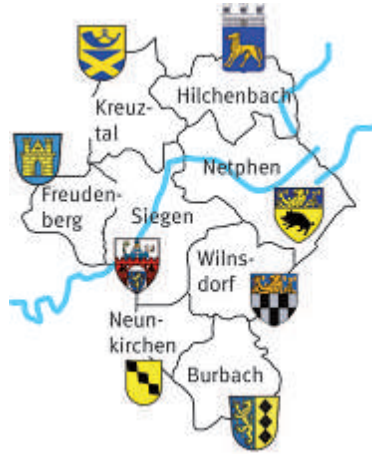 Kreuz-
tal
Hilchenbach
Netphen
Freuden-
berg
Siegen
Wilns-
dorf
Neun-
kirchen
Burbach